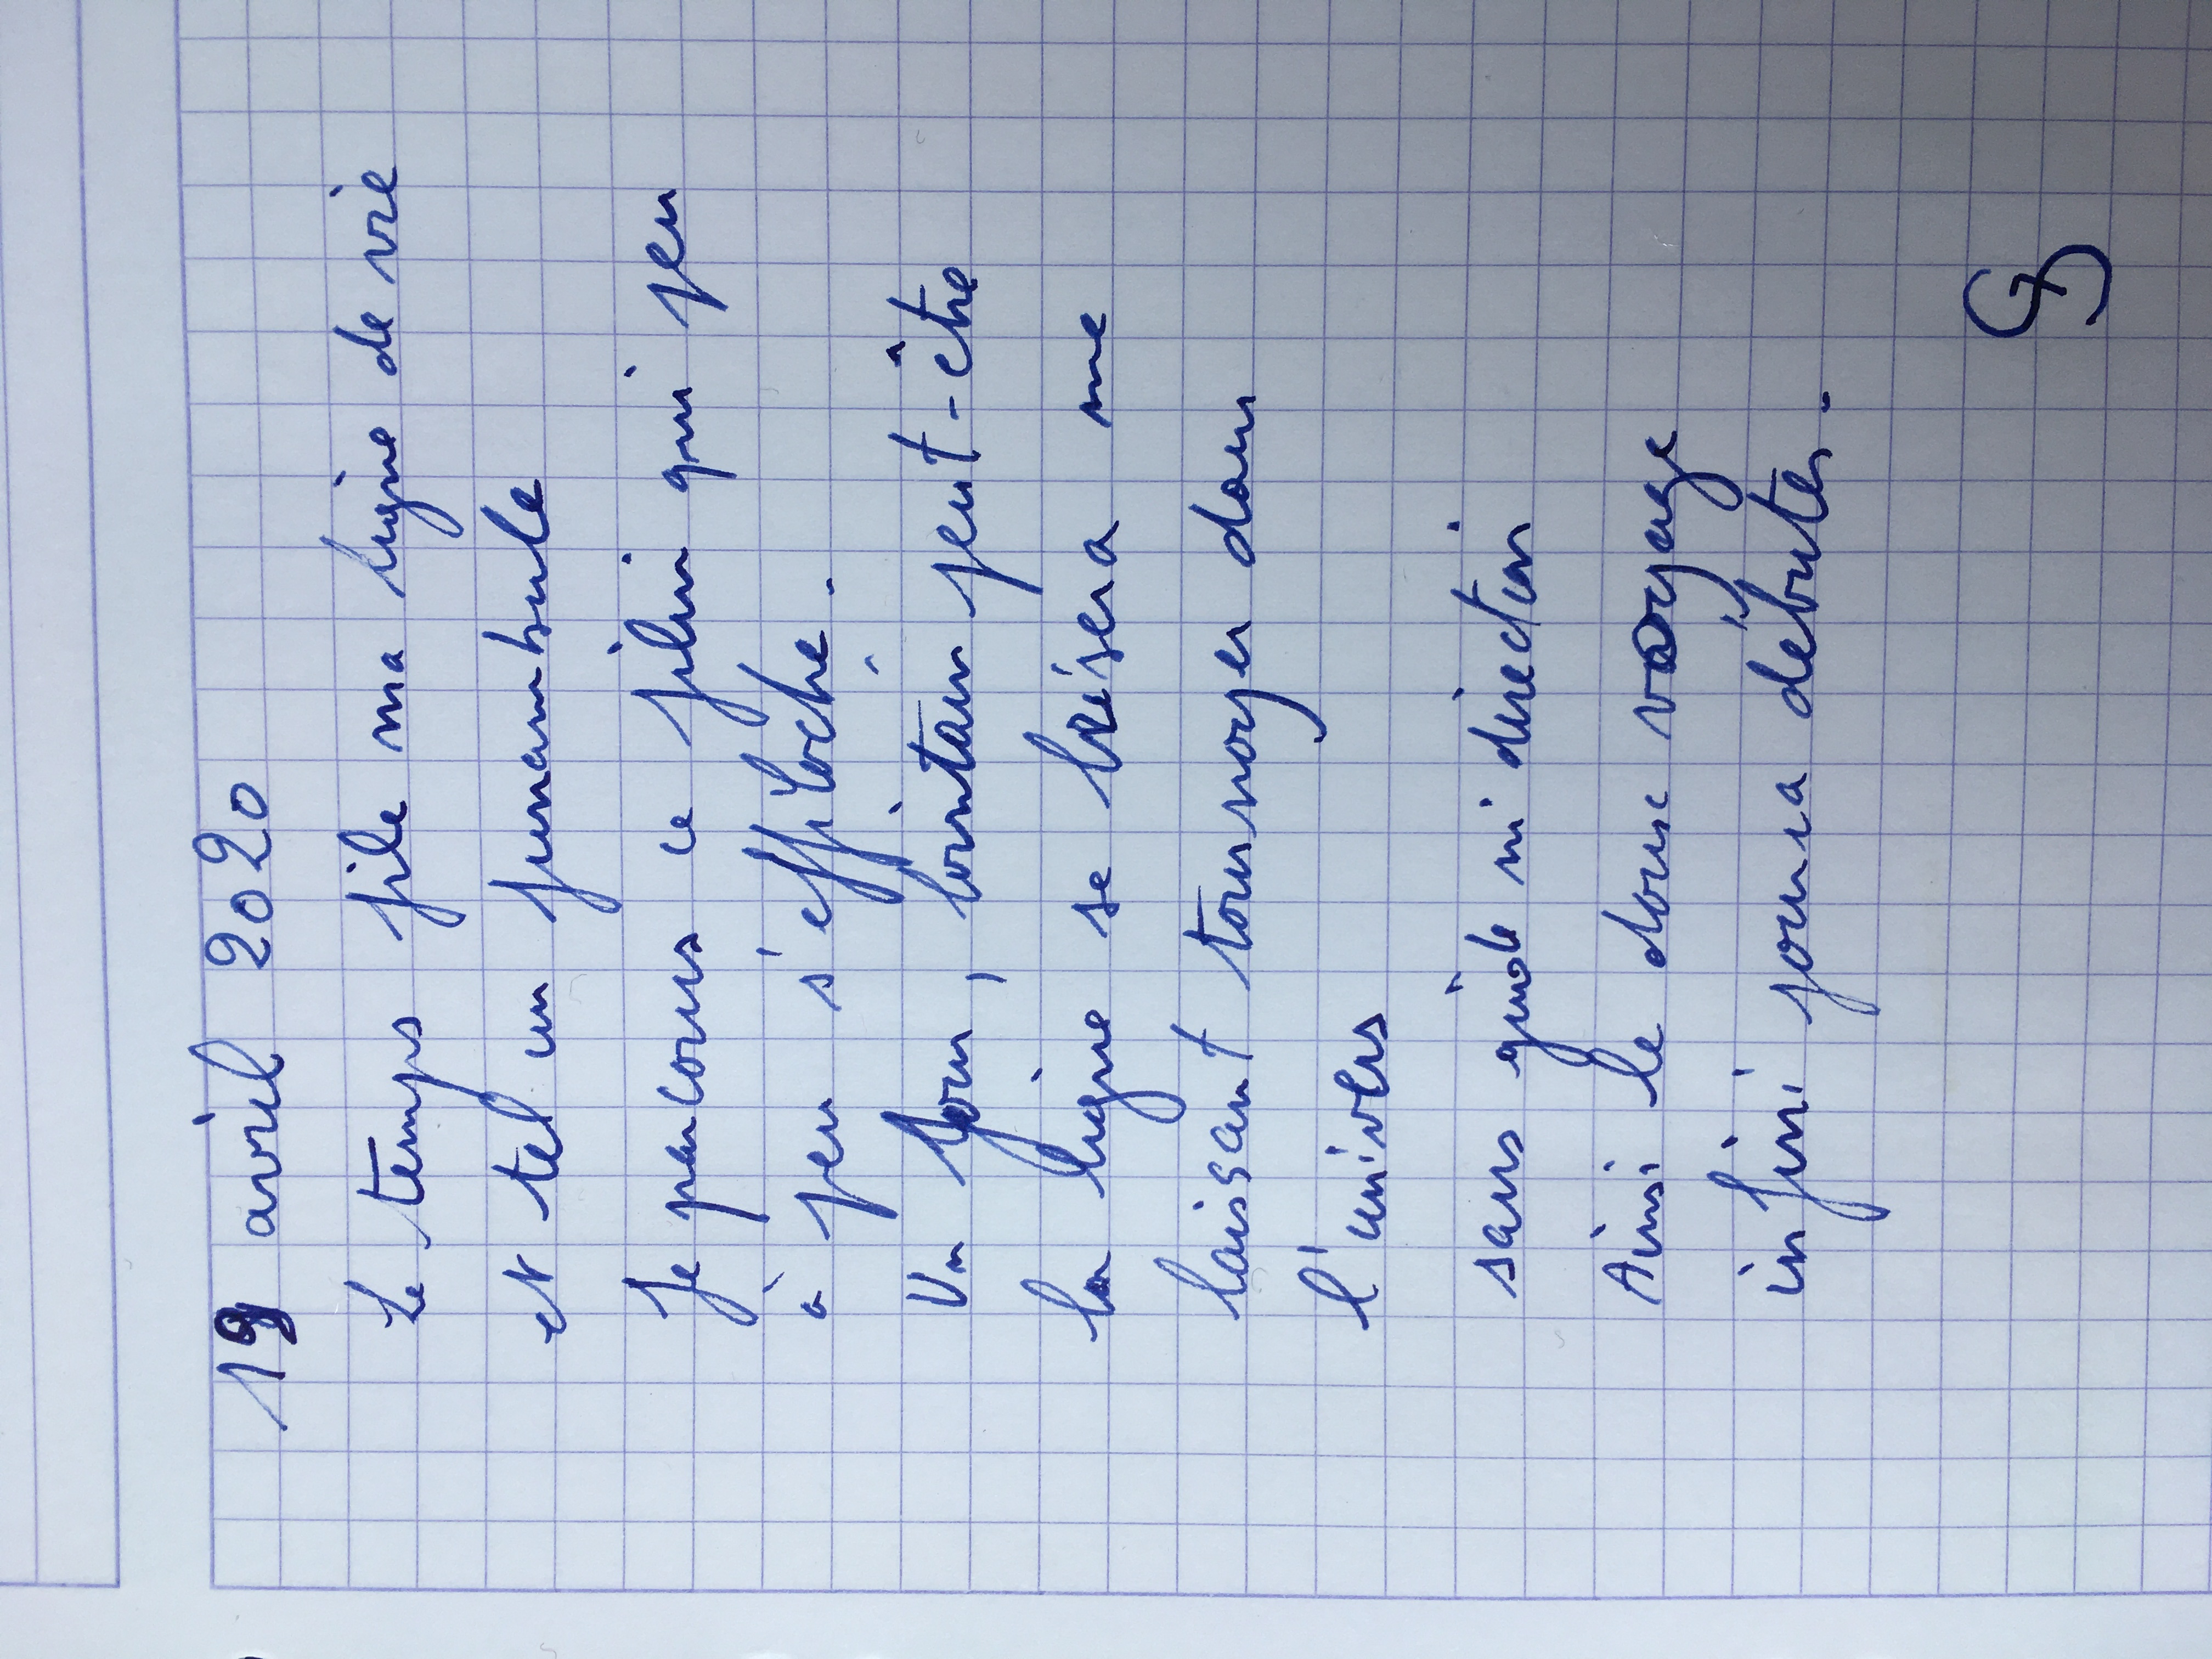 19 avril 2020
Le temps file ma ligne de vie
et tel un funambule
Je parcours ce filin qui peu
à peu s'effiloche.
Un jour, lointain peut-être
la ligne se brisera me
laissant tournoyer dans
l'univers
sans guide ni direction
Ainsi le doux voyage
infini pourra débuter.